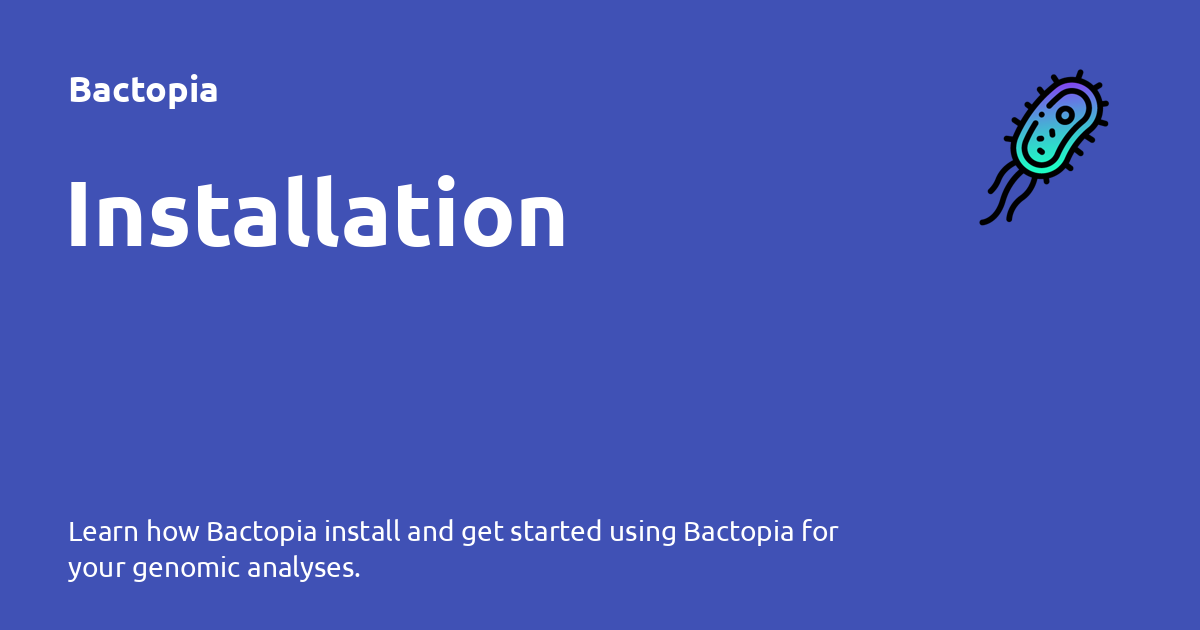 Bactopia
Installation
Learn how Bactopia install and get started using Bactopia for
your genomic analyses.